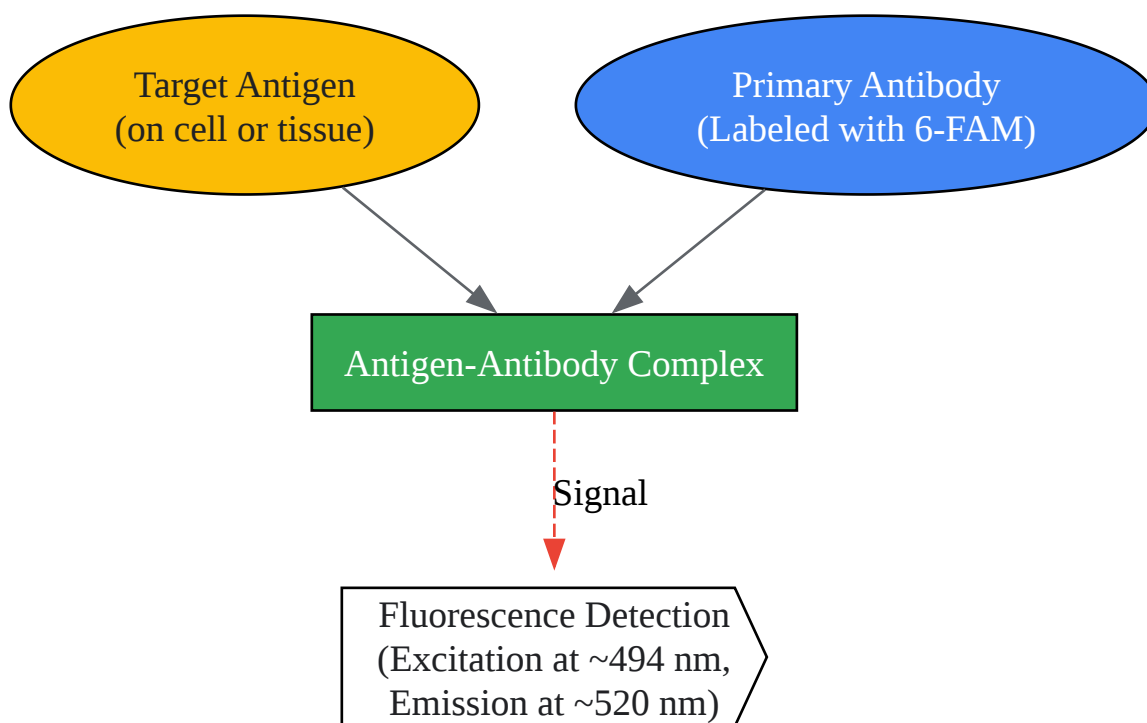 Target Antigen
(on cell or tissue)
Primary Antibody
(Labeled with 6-FAM)
Antigen-Antibody Complex
Signal
Fluorescence Detection
(Excitation at ~494 nm,
Emission at ~520 nm)